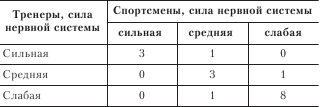 Тренеры, сила нервной системы Спортсмены, сила нервной системы
сильная средняя слабая
Сильная 3 1 0
Средняя 0 3 1
Слабая 0 1 8